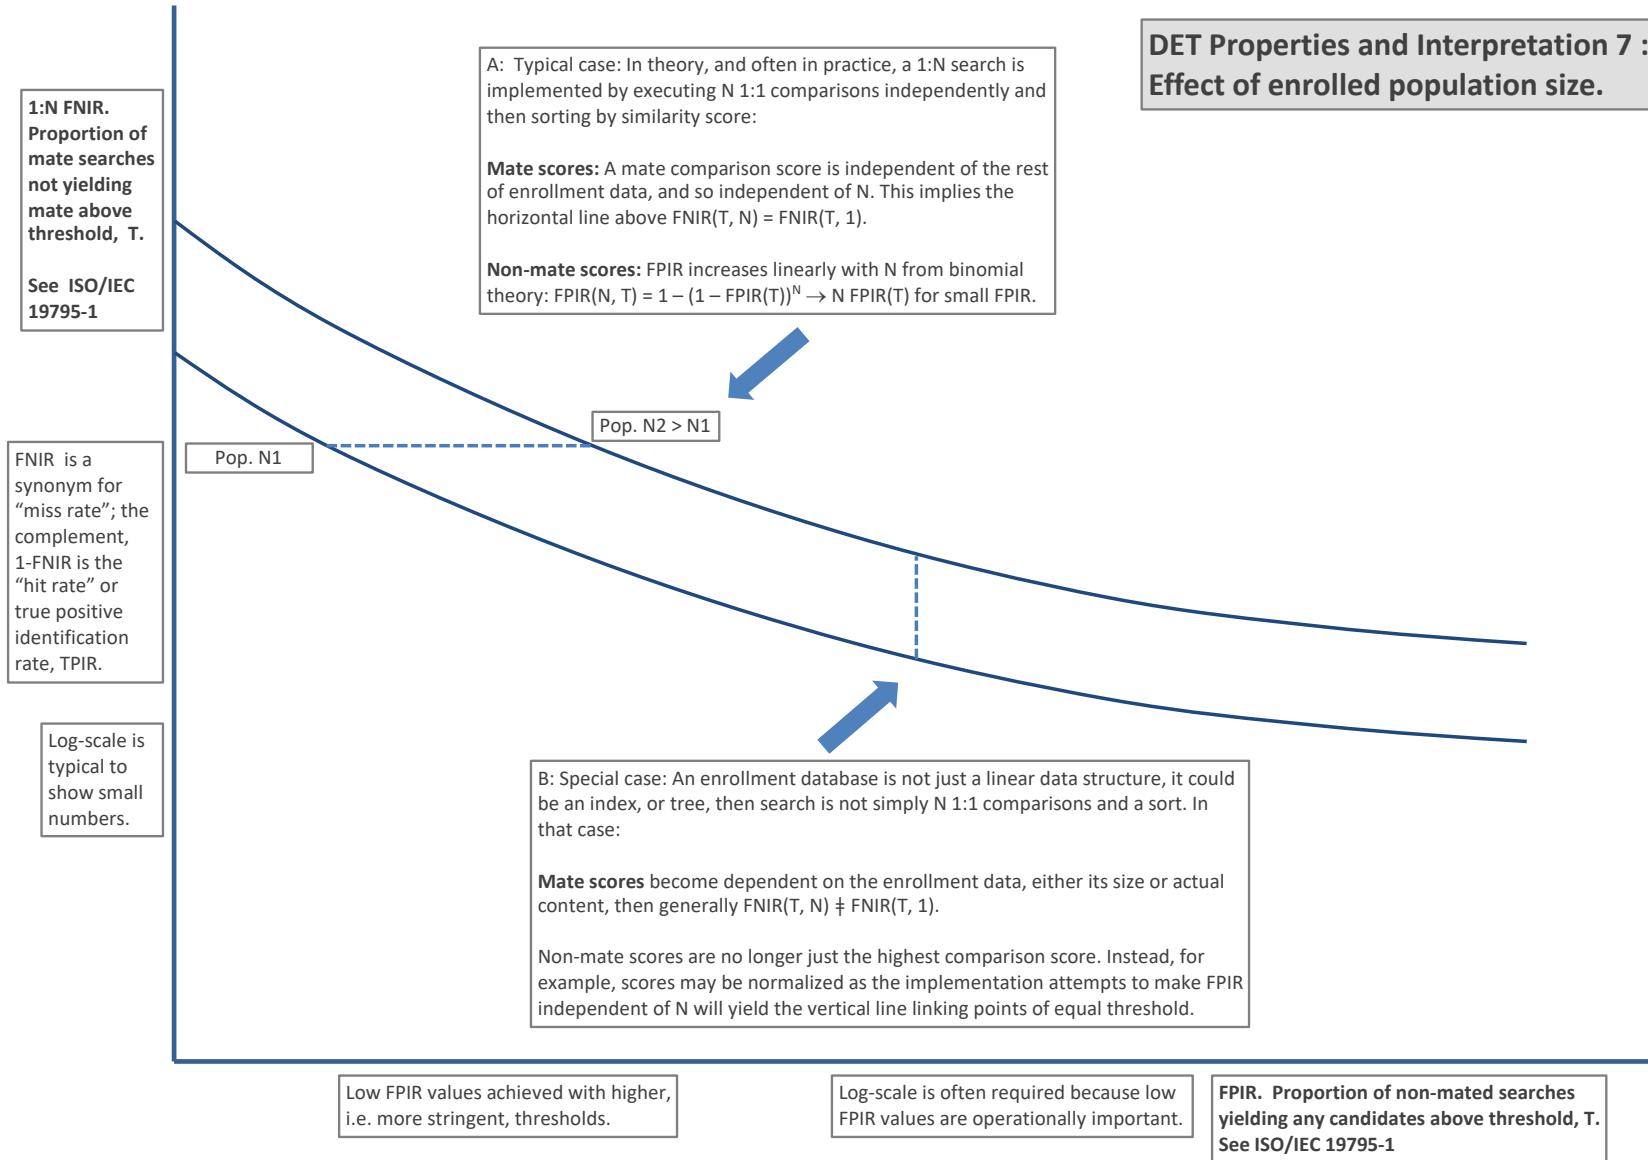 DET Properties and Interpretation 7 :
Effect of enrolled population size.
A: Typical case: In theory, and often in practice, a 1:N search is
implemented by executing N 1:1 comparisons independently and
then sorting by similarity score:
Mate scores: A mate comparison score is independent of the rest
of enrollment data, and so independent of N. This implies the
horizontal line above FNIR(T, N) = FNIR(T, 1).
Non-mate scores: FPIR increases linearly with N from binomial
theory: FPIR(N, T) = 1 – (1 – FPIR(T))^N → N FPIR(T) for small FPIR.
1:N FNIR.
Proportion of
mate searches
not yielding
mate above
threshold, T.
See ISO/IEC
19795-1
Pop. N2 > N1
Pop. N1
FNIR is a
synonym for
“miss rate”; the
complement,
1-FNIR is the
“hit rate” or
true positive
identification
rate, TPIR.
Log-scale is
typical to
show small
numbers.
B: Special case: An enrollment database is not just a linear data structure, it could
be an index, or tree, then search is not simply N 1:1 comparisons and a sort. In
that case:
Mate scores become dependent on the enrollment data, either its size or actual
content, then generally FNIR(T, N) ǂ FNIR(T, 1).
Non-mate scores are no longer just the highest comparison score. Instead, for
example, scores may be normalized as the implementation attempts to make FPIR
independent of N will yield the vertical line linking points of equal threshold.
Low FPIR values achieved with higher,
i.e. more stringent, thresholds.
Log-scale is often required because low
FPIR values are operationally important.
FPIR. Proportion of non-mated searches
yielding any candidates above threshold, T.
See ISO/IEC 19795-1